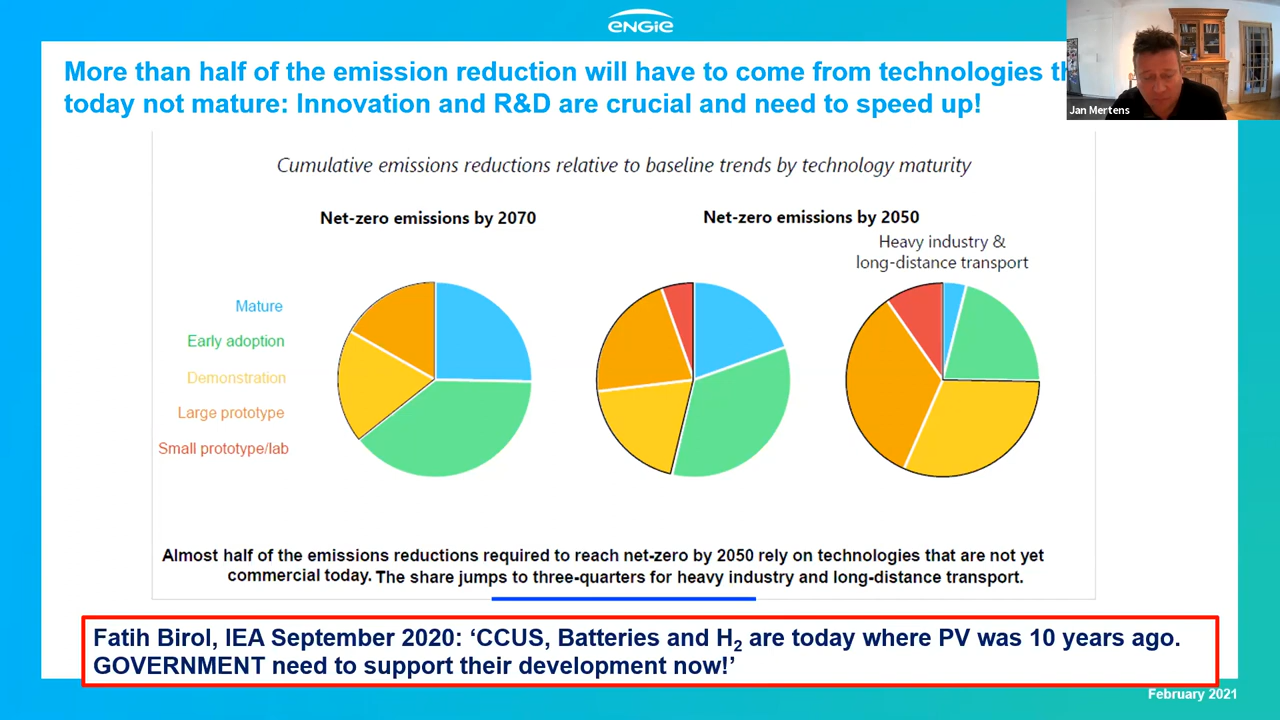 ENGIE
More than half of the emission reduction will have to come from technologies
today not mature: Innovation and R&D are crucial and need to speed up!
Jan Mertens
Cumulative emissions reductions relative to baseline trends by technology maturity
Net-zero emissions by 2070
Net-zero emissions by 2050
Heavy industry &
long-distance transport
Mature
Early adoption
Demonstration
Large prototype
Small prototype/lab
Almost half of the emissions reductions required to reach net-zero by 2050 rely on technologies that are not yet
commercial today. The share jumps to three-quarters for heavy industry and long-distance transport.
Fatih Birol, IEA September 2020: ‘CCUS, Batteries and H₂ are today where PV was 10 years ago.
GOVERNMENT need to support their development now!’
February 2021